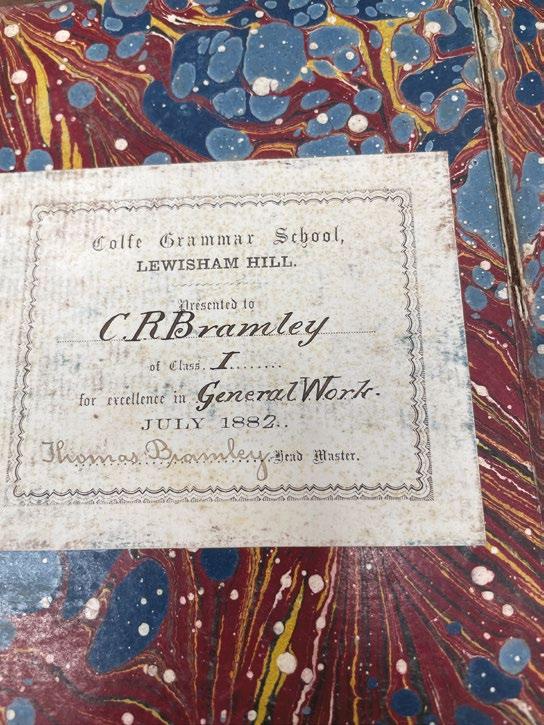 Colfe Grammar School,
LEWISHAM HILL.
Presented to
C.R Bramley
of Class. I........
for excellence in General Work.
JULY 1882..
Thomas Bramley, Head Master.